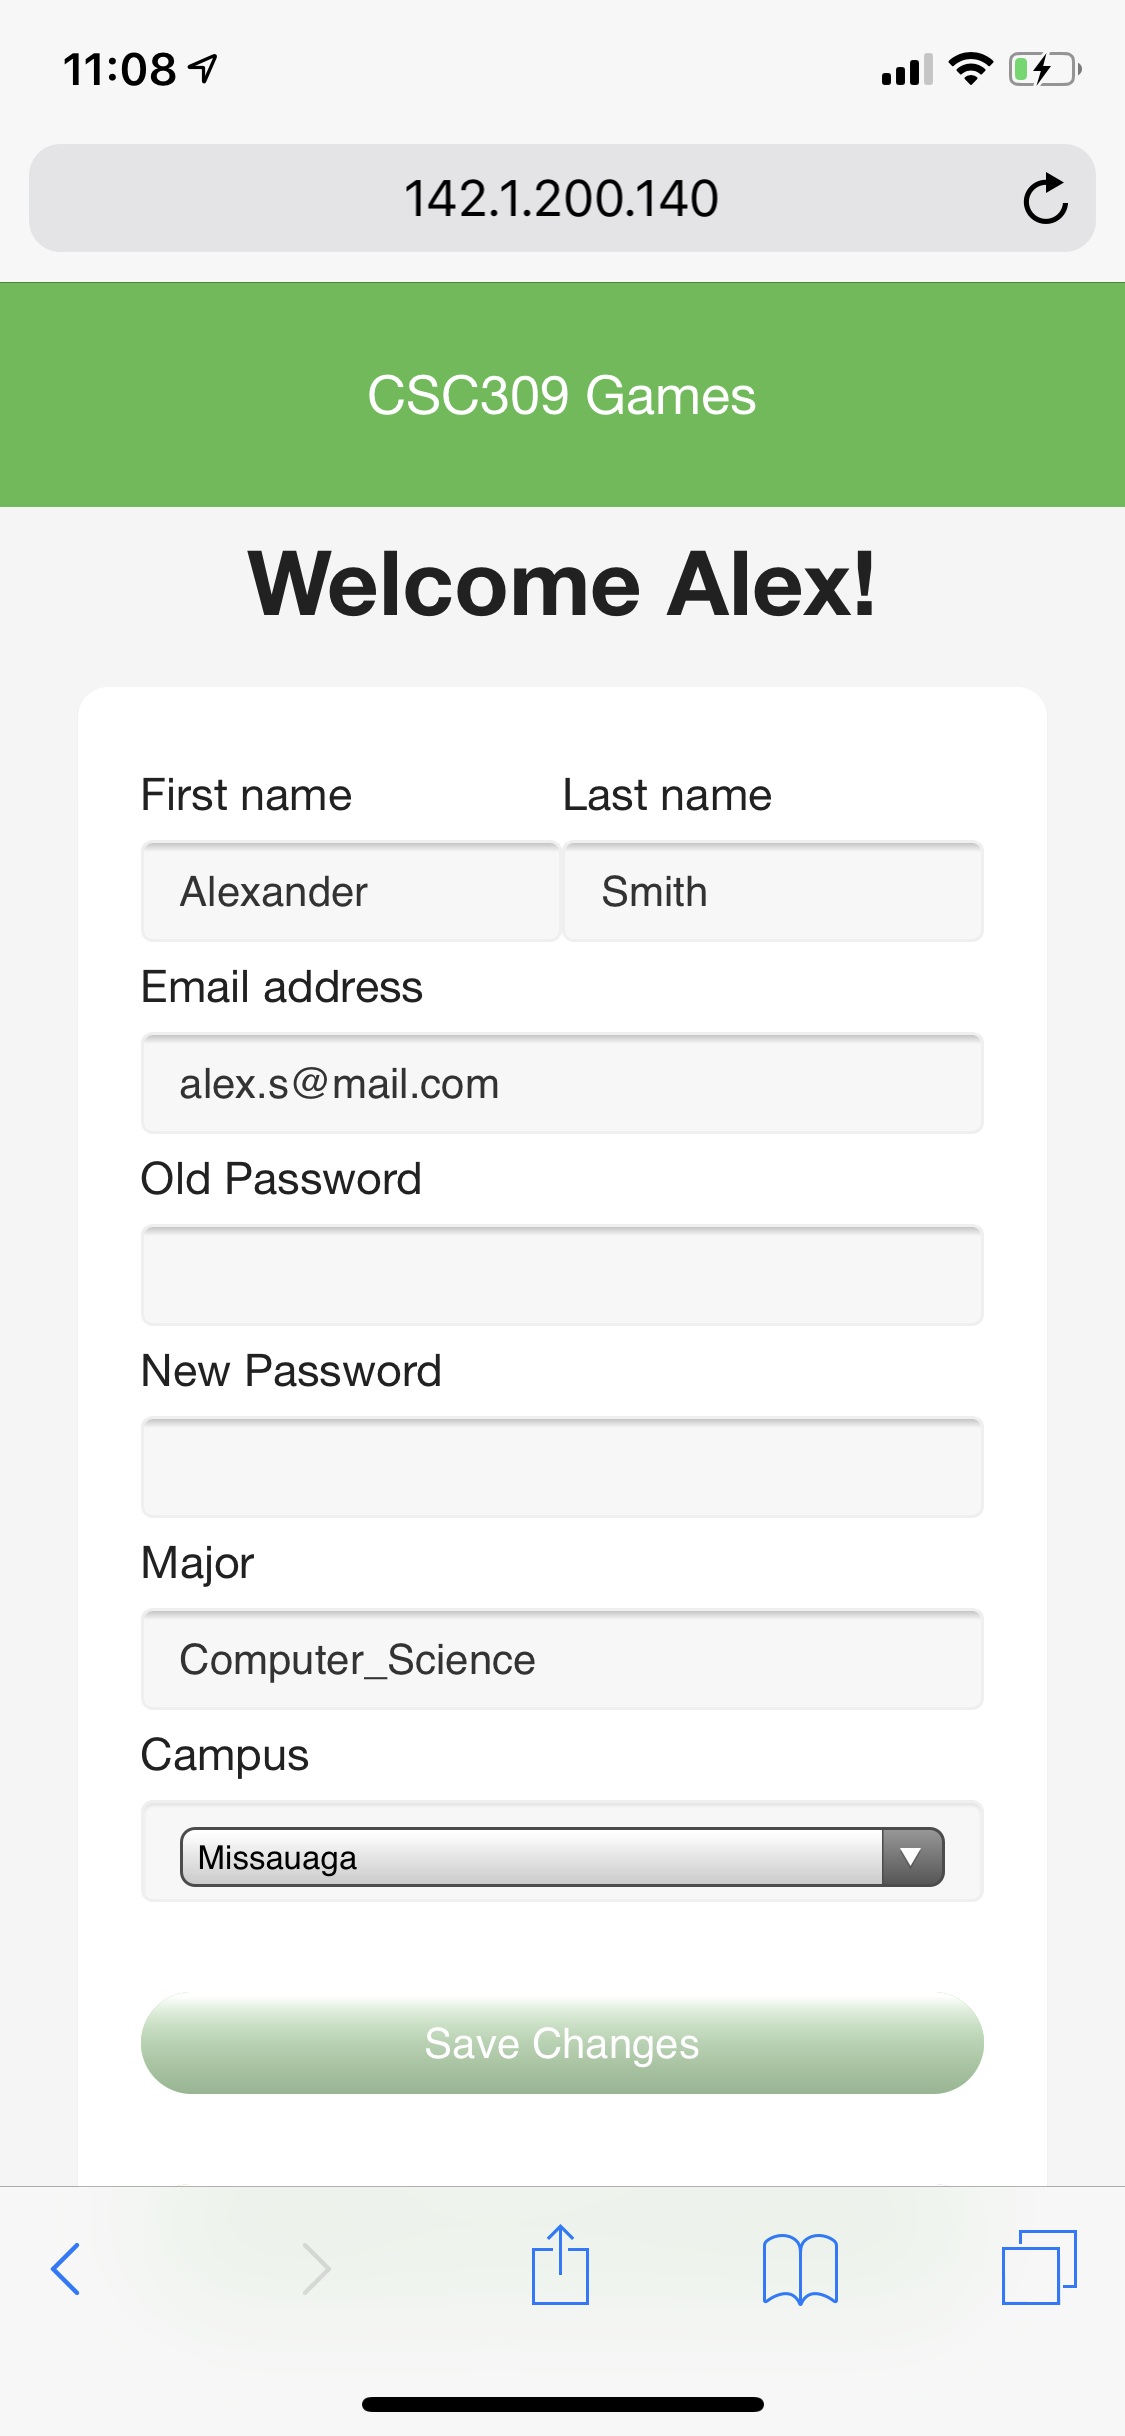 11:08
142.1.200.140
CSC309 Games
Welcome Alex!
First name Last name
Alexander Smith
Email address
alex.s@mail.com
Old Password
New Password
Major
Computer_Science
Campus
Missauaga
Save Changes